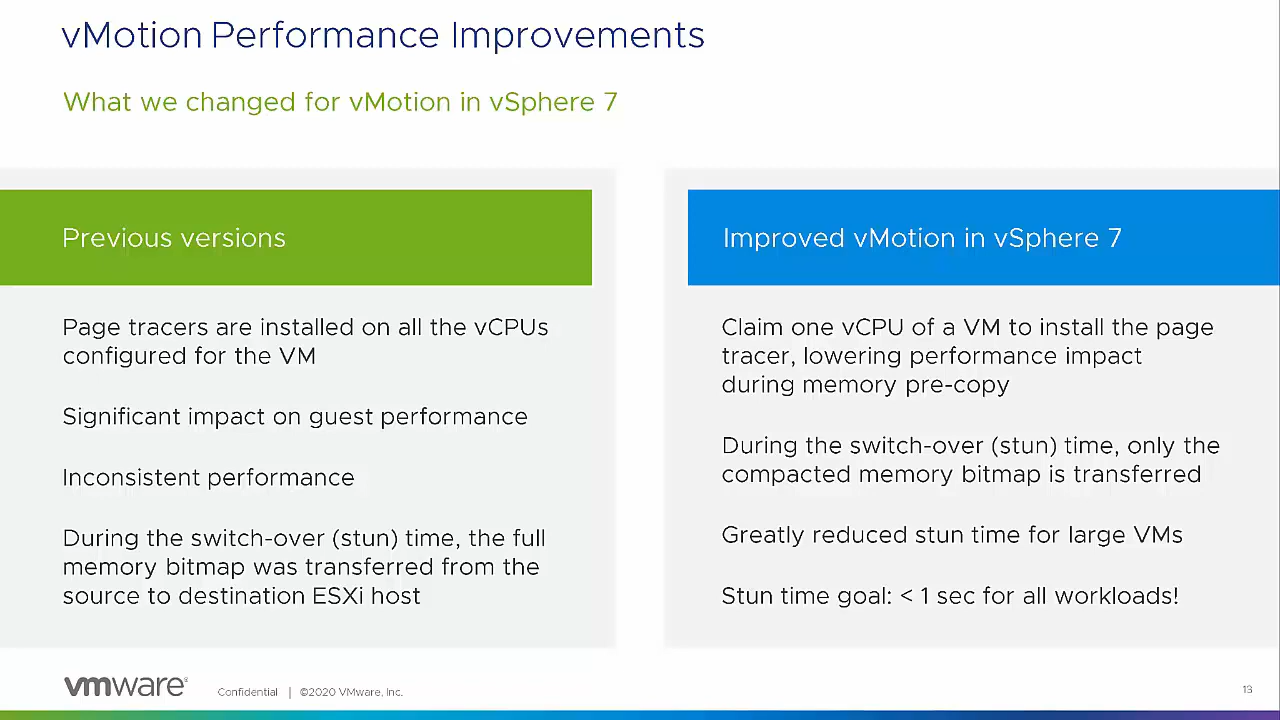 vMotion Performance Improvements
What we changed for vMotion in vSphere 7
Previous versions
Page tracers are installed on all the vCPUs
configured for the VM
Significant impact on guest performance
Inconsistent performance
During the switch-over (stun) time, the full
memory bitmap was transferred from the
source to destination ESXi host
Improved vMotion in vSphere 7
Claim one vCPU of a VM to install the page
tracer, lowering performance impact
during memory pre-copy
During the switch-over (stun) time, only the
compacted memory bitmap is transferred
Greatly reduced stun time for large VMs
Stun time goal: < 1 sec for all workloads!
vmware®
Confidential | ©2020 VMware, Inc.
13